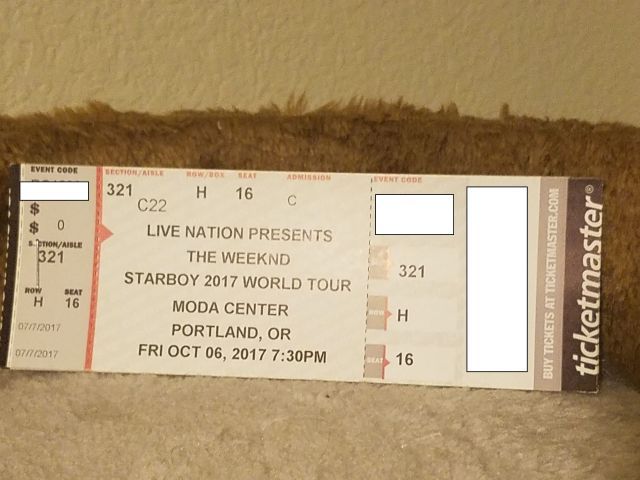 EVENT CODE
$
$ 0
SECTION/AISLE
321
ROW SEAT
H 16
07/7/2017
07/7/2017
SECTION/AISLE ROW/BOX SEAT ADMISSION
321 H 16 C
C22
LIVE NATION PRESENTS
THE WEEKND
STARBOY 2017 WORLD TOUR
MODA CENTER
PORTLAND, OR
FRI OCT 06, 2017 7:30PM
EVENT CODE
321
ROW H
SEAT 16
BUY TICKETS AT TICKETMASTER.COM
ticketmaster®